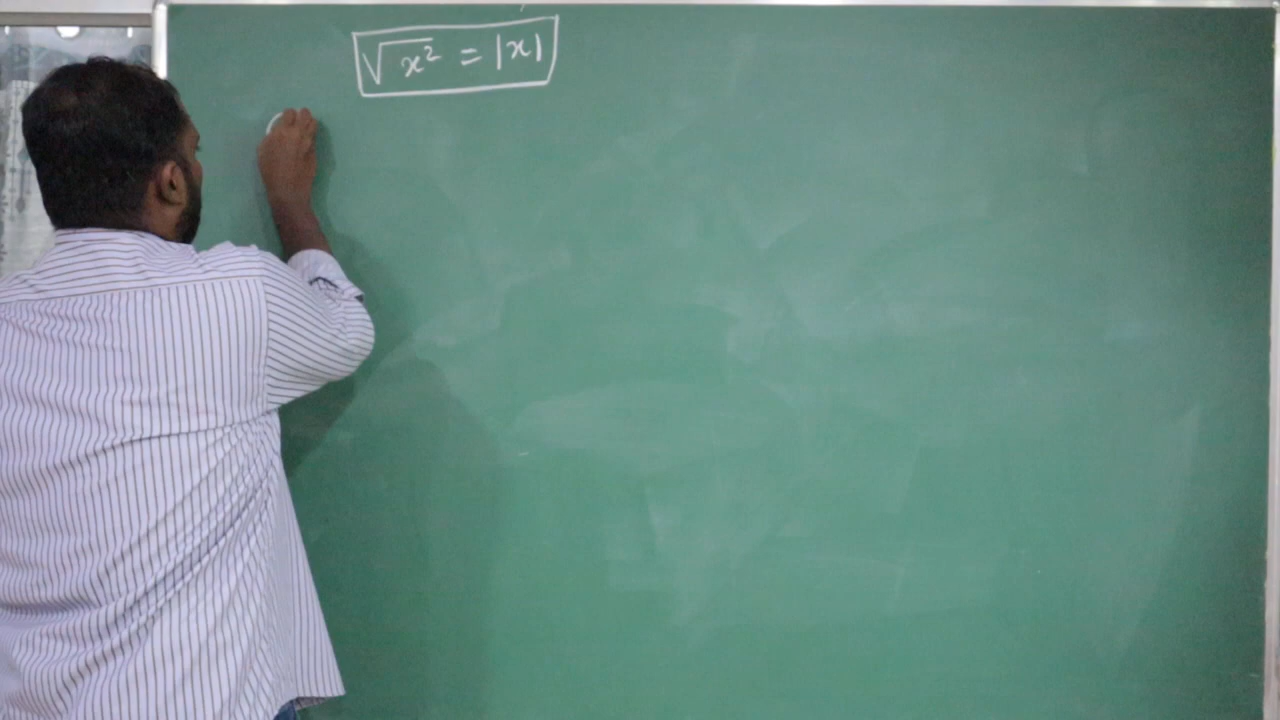 √x² = |x|